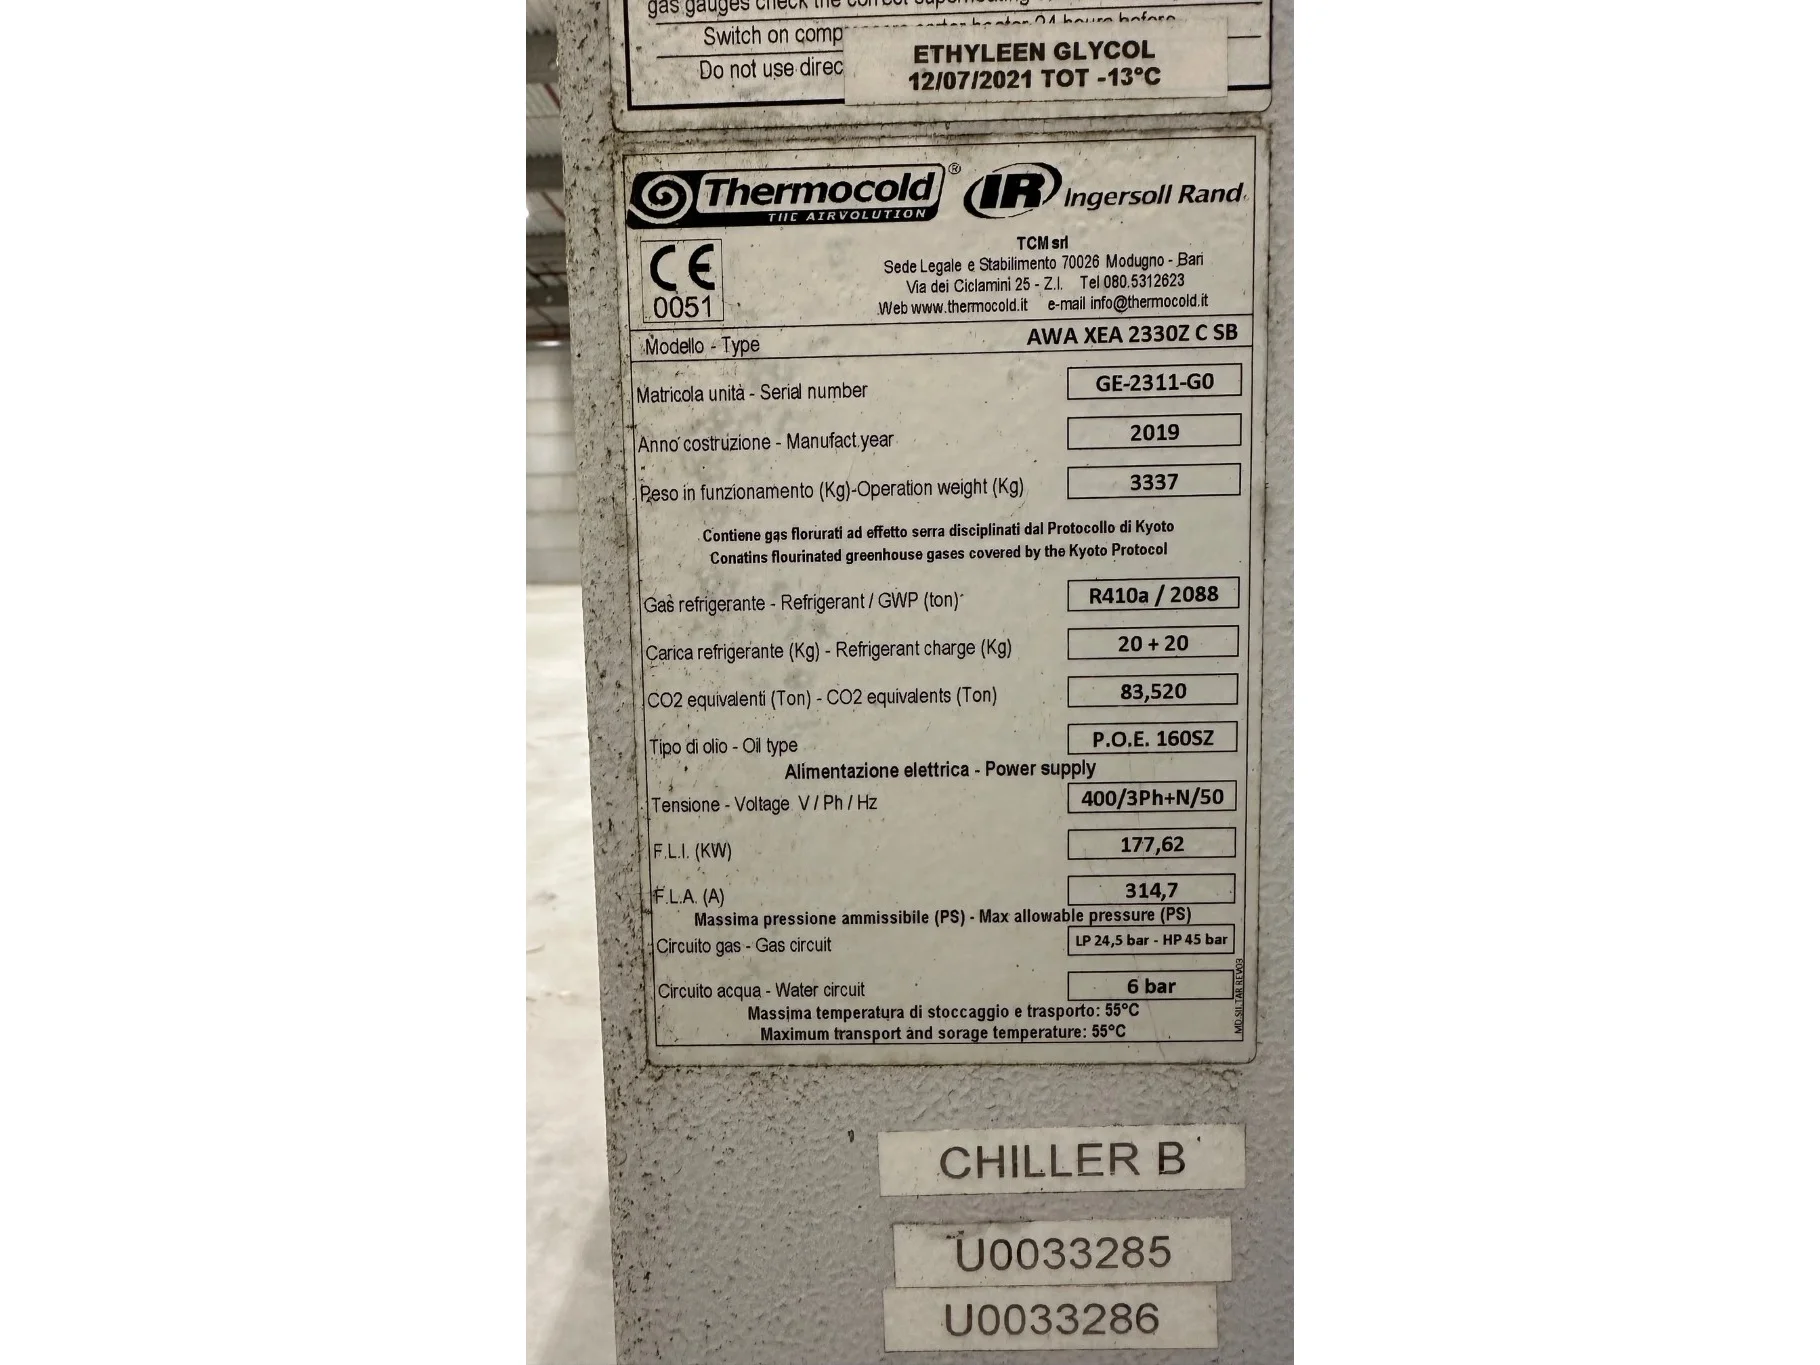 gas gauges check the correct
Switch on comp
Do not use direc
ETHYLEEN GLYCOL
12/07/2021 TOT -13°C
Thermocold®
THE AIRVOLUTION
IR Ingersoll Rand
CE
0051
TCM srl
Sede Legale e Stabilimento 70026 Modugno - Bari
Via dei Ciclamini 25 - Z.I. Tel 080.5312623
Web www.thermocold.it e-mail info@thermocold.it
Modello - Type AWA XEA 2330Z C SB
Matricola unità - Serial number GE-2311-G0
Anno costruzione - Manufact.year 2019
Peso in funzionamento (Kg)-Operation weight (Kg) 3337
Contiene gas florurati ad effetto serra disciplinati dal Protocollo di Kyoto
Conatins flourinated greenhouse gases covered by the Kyoto Protocol
Gas refrigerante - Refrigerant / GWP (ton) R410a / 2088
Carica refrigerante (Kg) - Refrigerant charge (Kg) 20 + 20
CO2 equivalenti (Ton) - CO2 equivalents (Ton) 83,520
Tipo di olio - Oil type P.O.E. 160SZ
Alimentazione elettrica - Power supply
Tensione - Voltage V / Ph / Hz 400/3Ph+N/50
F.L.I. (KW) 177,62
F.L.A. (A) 314,7
Massima pressione ammissibile (PS) - Max allowable pressure (PS)
Circuito gas - Gas circuit LP 24,5 bar - HP 45 bar
Circuito acqua - Water circuit 6 bar
Massima temperatura di stoccaggio e trasporto: 55°C
Maximum transport and sorage temperature: 55°C
MD.SIL.TAR REV03
CHILLER B
U0033285
U0033286